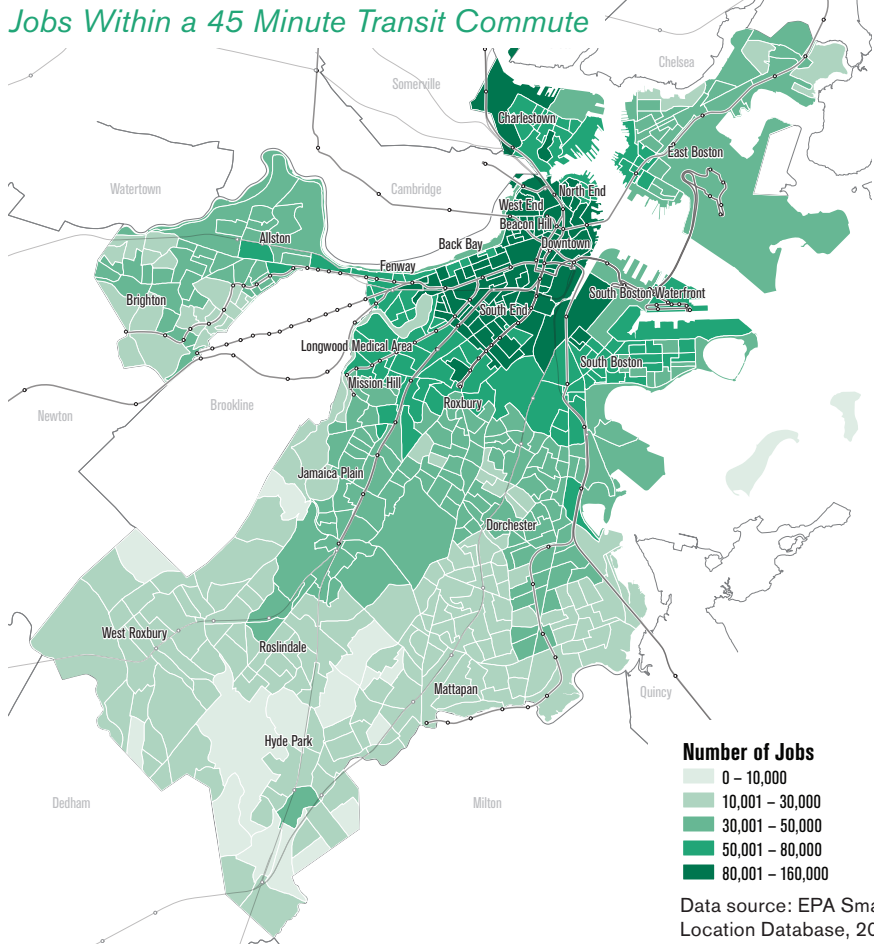 Jobs Within a 45 Minute Transit Commute
Chelsea
Somerville
Charlestown
East Boston
Watertown
Cambridge
North End
West End
Beacon Hill
Allston
Back Bay
Downtown
Fenway
Brighton
South Boston Waterfront
South End
Longwood Medical Area
South Boston
Mission Hill
Roxbury
Newton
Brookline
Jamaica Plain
Dorchester
West Roxbury
Roslindale
Mattapan
Quincy
Hyde Park
Dedham
Milton
Number of Jobs
0 – 10,000
10,001 – 30,000
30,001 – 50,000
50,001 – 80,000
80,001 – 160,000
Data source: EPA Sma
Location Database, 20